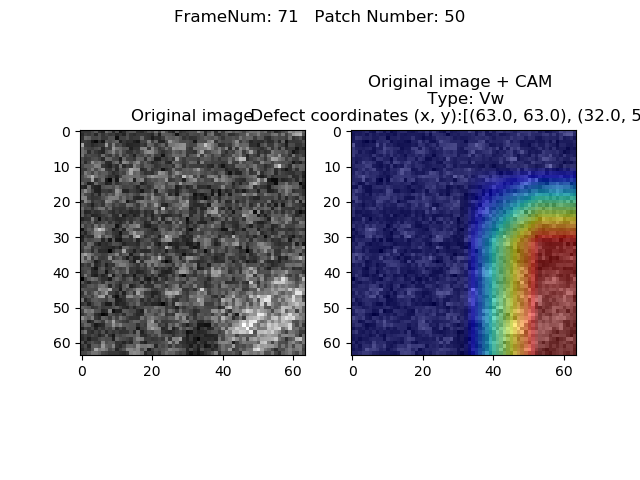 FrameNum: 71   Patch Number: 50
Original image + CAM
Type: Vw
Original image
Defect coordinates (x, y):[(63.0, 63.0), (32.0, 5
0
10
20
30
40
50
60
0 20 40 60
0
10
20
30
40
50
60
0 20 40 60